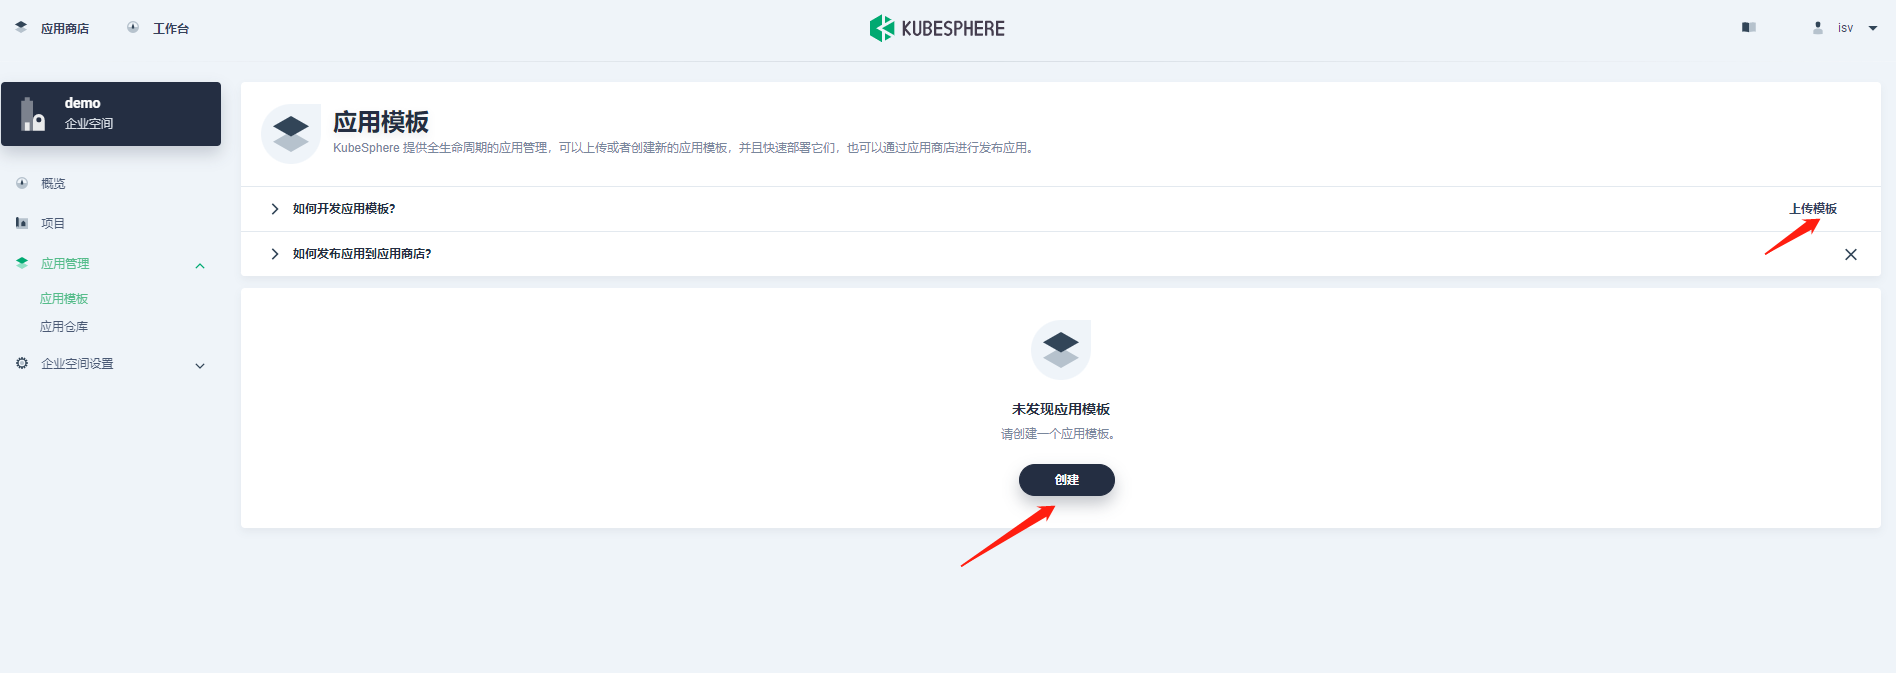 应用商店 工作台 KUBESPHERE isv
demo
企业空间
概览
项目
应用管理
应用模板
应用仓库
企业空间设置
应用模板
KubeSphere 提供全生命周期的应用管理，可以上传或者创建新的应用模板，并且快速部署它们，也可以通过应用商店进行发布应用。
如何开发应用模板？ 上传模板
如何发布应用到应用商店？
未发现应用模板
请创建一个应用模板。
创建